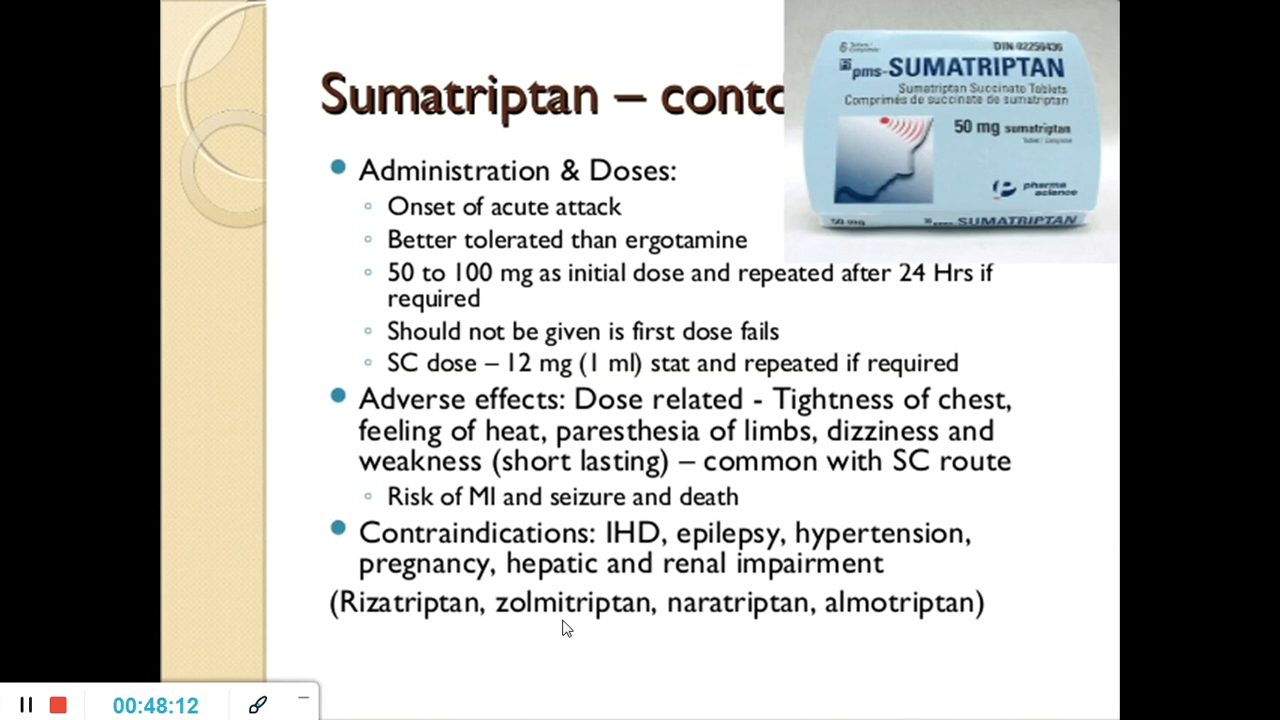 Sumatriptan – contd
Administration & Doses:
Onset of acute attack
Better tolerated than ergotamine
50 to 100 mg as initial dose and repeated after 24 Hrs if
required
Should not be given is first dose fails
SC dose – 12 mg (1 ml) stat and repeated if required
Adverse effects: Dose related - Tightness of chest,
feeling of heat, paresthesia of limbs, dizziness and
weakness (short lasting) – common with SC route
Risk of MI and seizure and death
Contraindications: IHD, epilepsy, hypertension,
pregnancy, hepatic and renal impairment
(Rizatriptan, zolmitriptan, naratriptan, almotriptan)
6
DIN 02256436
pms-SUMATRIPTAN
Sumatriptan Succinate Tablets
Comprimés de succinate de sumatriptan
50 mg sumatriptan
pharma
science
50 mg
SUMATRIPTAN
00:48:12